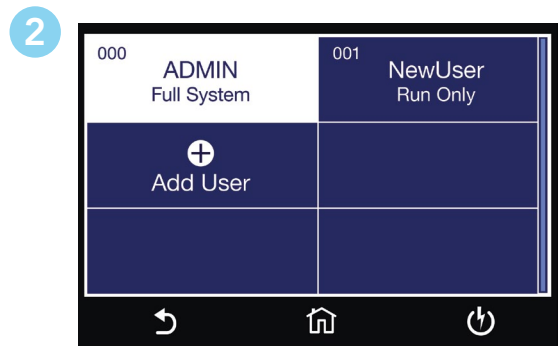 2
000
ADMIN
Full System
001
NewUser
Run Only
Add User